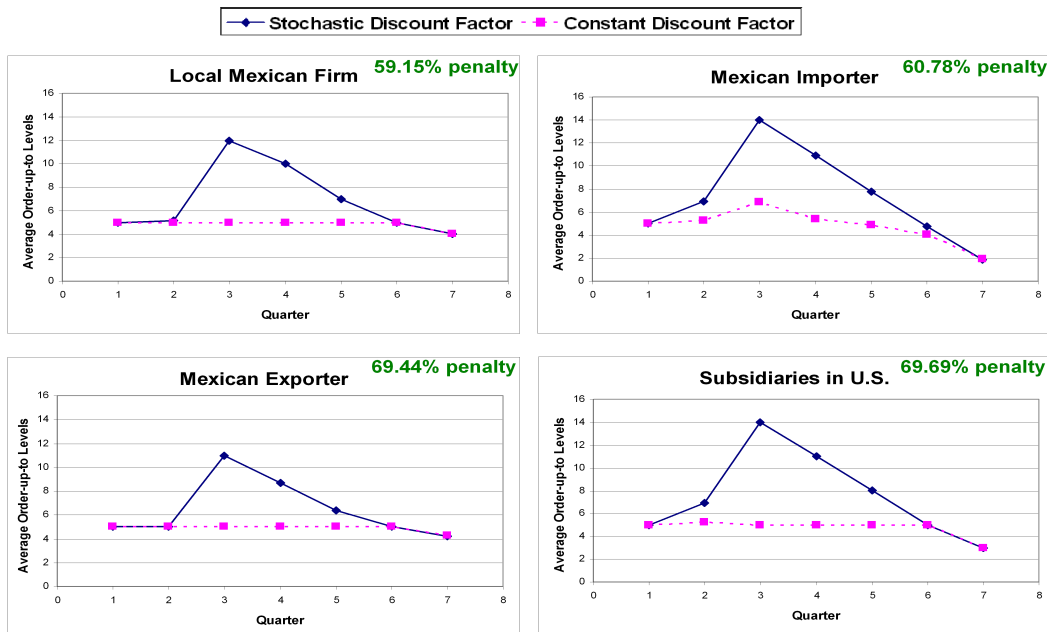 Stochastic Discount Factor Constant Discount Factor
Local Mexican Firm 59.15% penalty
Average Order-up-to Levels
16
14
12
10
8
6
4
2
0
0 1 2 3 4 5 6 7 8
Quarter
Mexican Importer 60.78% penalty
Average Order-up-to Levels
16
14
12
10
8
6
4
2
0
0 1 2 3 4 5 6 7 8
Quarter
Mexican Exporter 69.44% penalty
Average Order-up-to Levels
16
14
12
10
8
6
4
2
0
0 1 2 3 4 5 6 7 8
Quarter
Subsidiaries in U.S. 69.69% penalty
Average Order-up-to Levels
16
14
12
10
8
6
4
2
0
0 1 2 3 4 5 6 7 8
Quarter